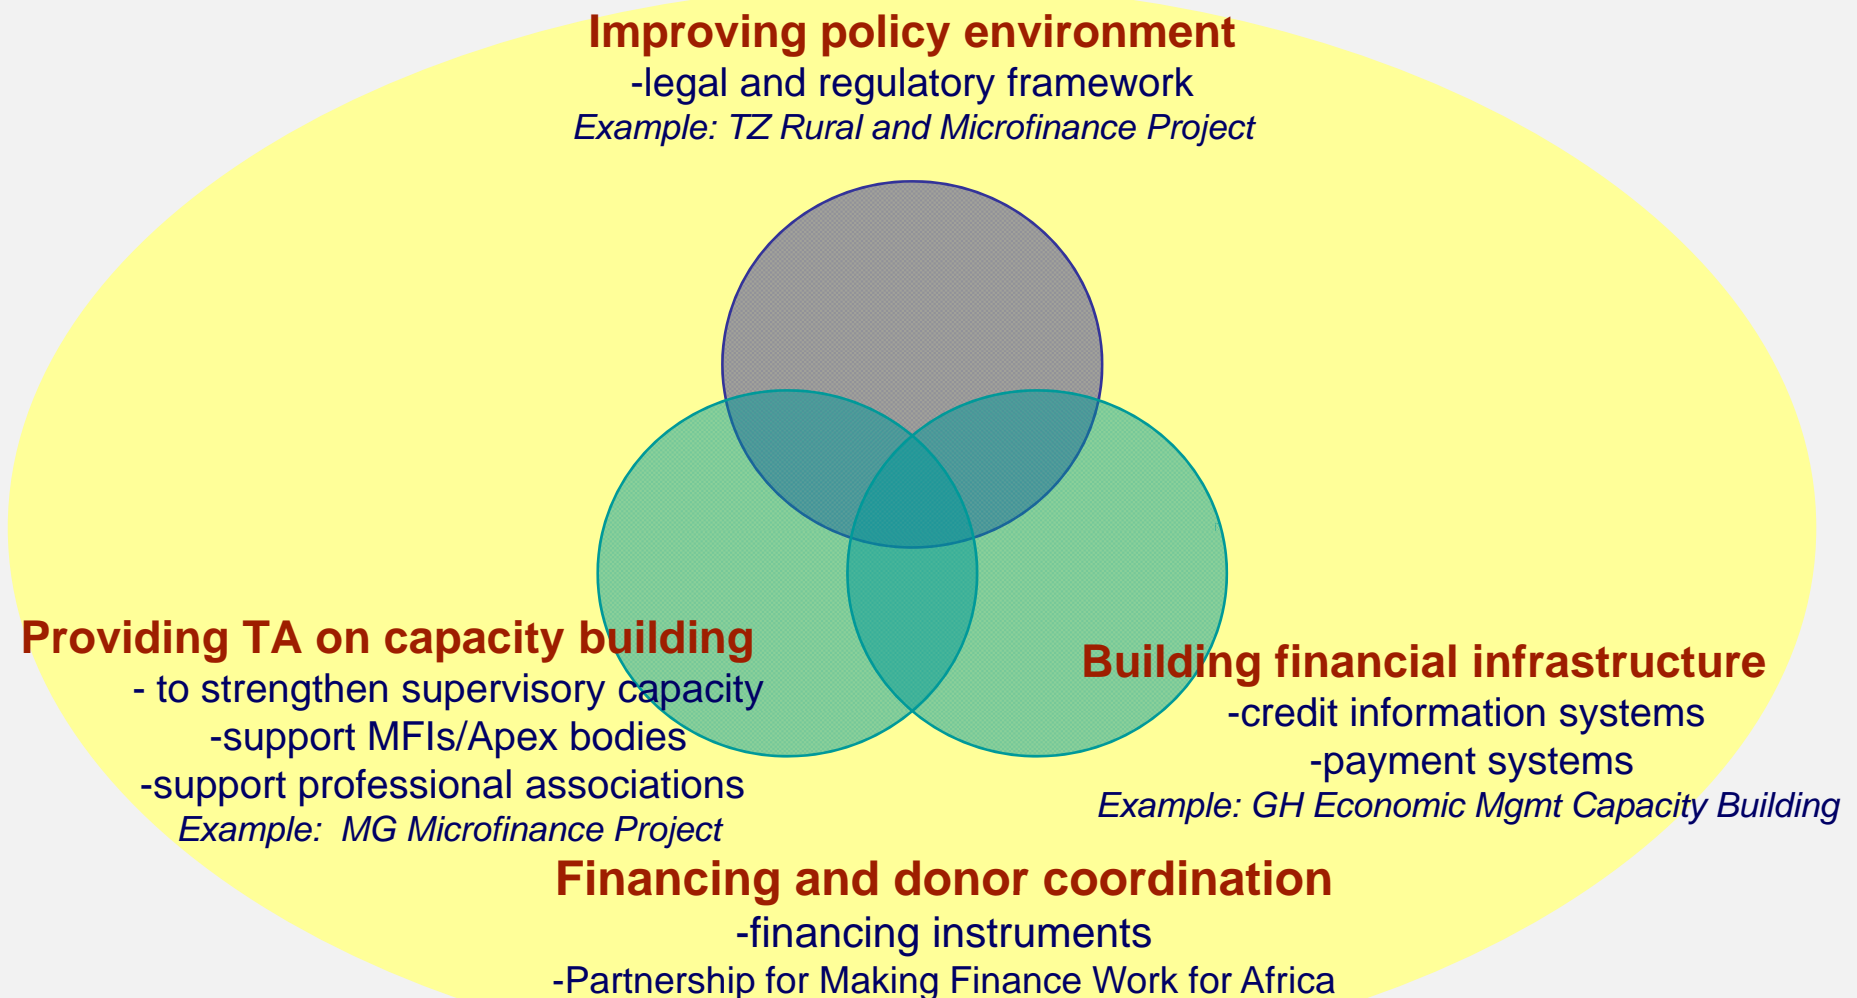 Improving policy environment
-legal and regulatory framework
Example: TZ Rural and Microfinance Project
Providing TA on capacity building
- to strengthen supervisory capacity
-support MFIs/Apex bodies
-support professional associations
Example:  MG Microfinance Project
Building financial infrastructure
-credit information systems
-payment systems
Example: GH Economic Mgmt Capacity Building
Financing and donor coordination
-financing instruments
-Partnership for Making Finance Work for Africa